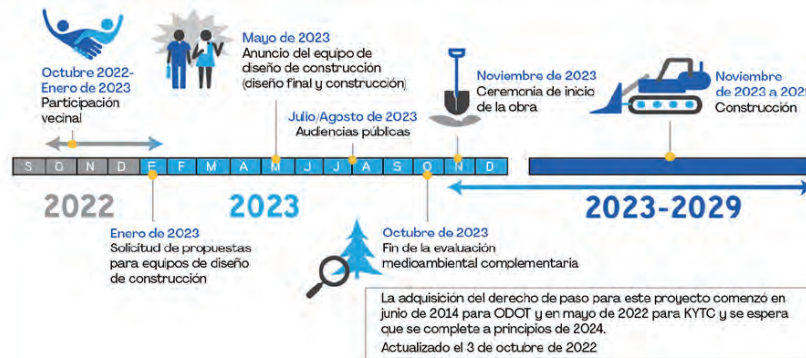 Octubre 2022-
Enero de 2023
Participación
vecinal
Mayo de 2023
Anuncio del equipo de
diseño de construcción
(diseño final y construcción)
Julio/Agosto de 2023
Audiencias públicas
Noviembre de 2023
Ceremonia de inicio
de la obra
Noviembre
de 2023 a
Construcción
S O N D E F M A M J J A S O N D
2022
2023
2023-2029
Enero de 2023
Solicitud de propuestas
para equipos de diseño
de construcción
Octubre de 2023
Fin de la evaluación
medioambiental complementaria
La adquisición del derecho de paso para este proyecto comenzó en
junio de 2014 para ODOT y en mayo de 2022 para KYTC y se espera
que se complete a principios de 2024.
Actualizado el 3 de octubre de 2022